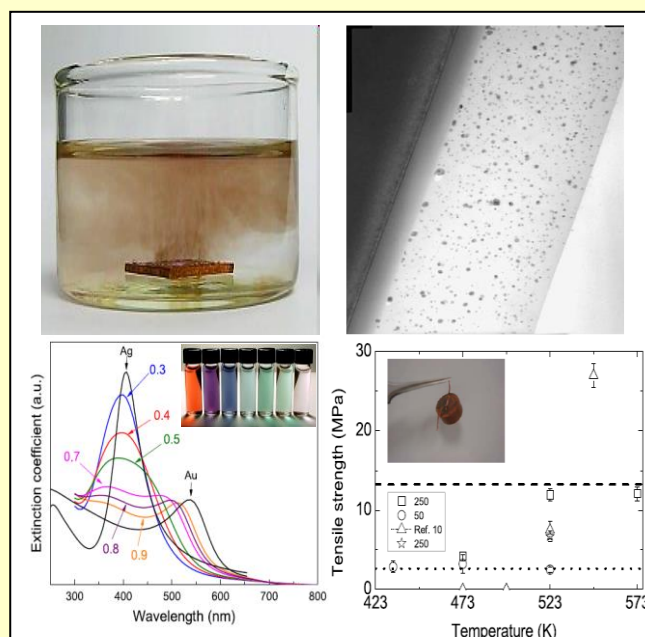 Ag
0.3
0.4
0.5
0.7
0.8
0.9
Au
Extinction coefficient (a.u.)
300 400 500 600 700 800
Wavelength (nm)
30
20
10
0
Tensile strength (MPa)
250
50
Ref. 10
250
423 473 523 573
Temperature (K)